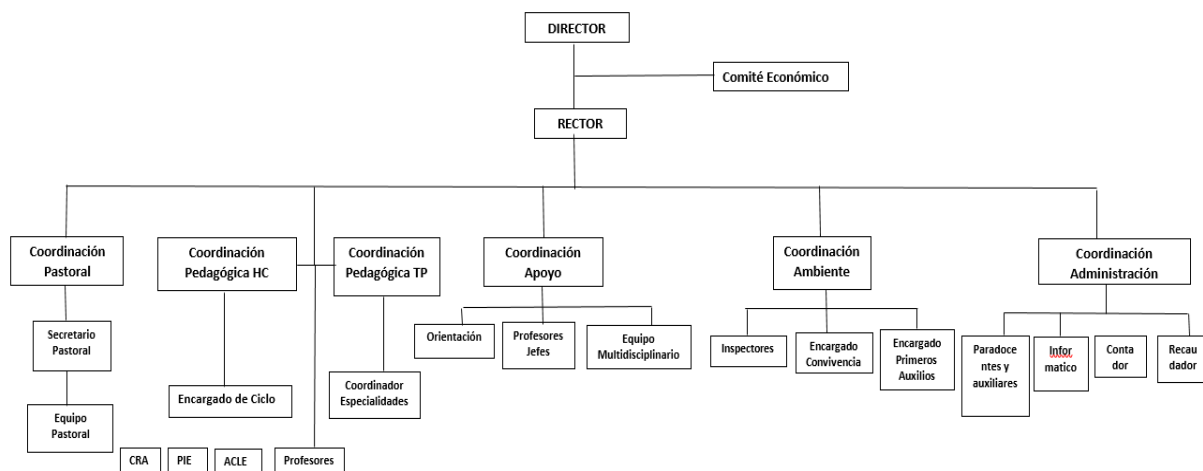 DIRECTOR
Comité Económico
RECTOR
Coordinación
Pastoral
Coordinación
Pedagógica HC
Coordinación
Pedagógica TP
Coordinación
Apoyo
Coordinación
Ambiente
Coordinación
Administración
Secretario
Pastoral
Orientación
Profesores
Jefes
Equipo
Multidisciplinario
Inspectores
Encargado
Convivencia
Encargado
Primeros
Auxilios
Paradoce
ntes y
auxiliares
Infor
matico
Conta
dor
Recau
dador
Encargado de Ciclo
Coordinador
Especialidades
Equipo
Pastoral
CRA
PIE
ACLE
Profesores